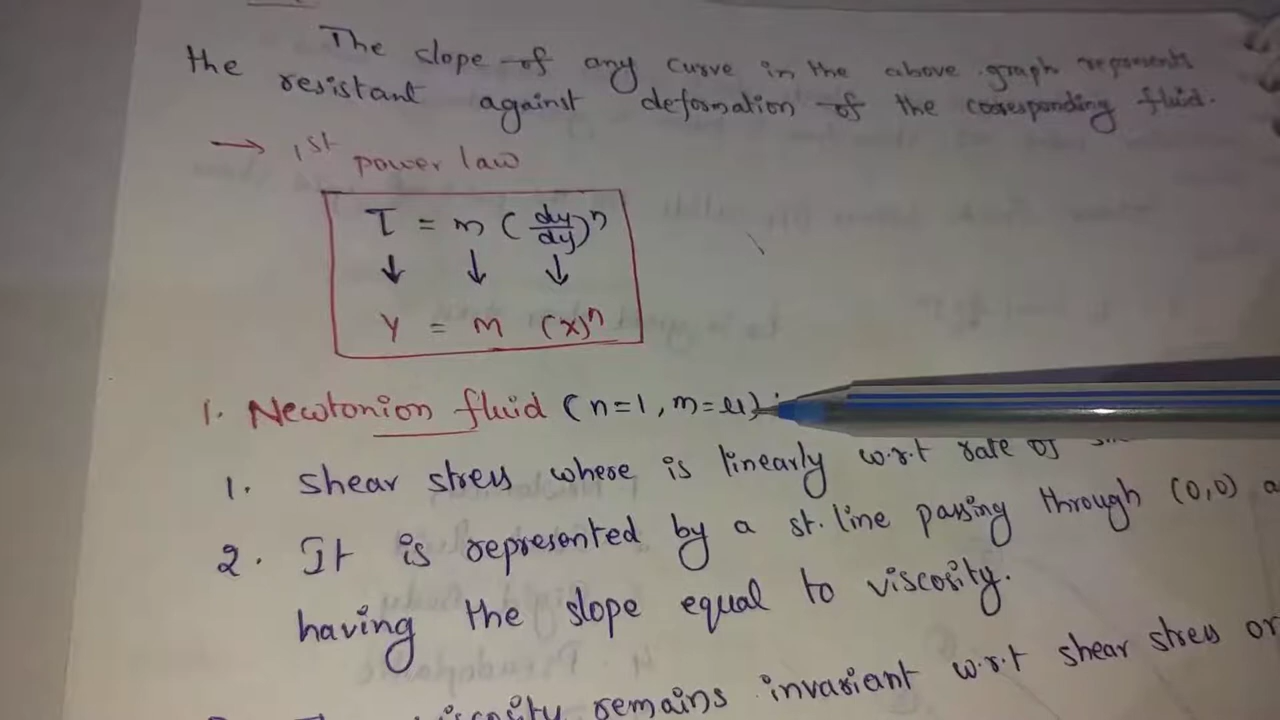 The slope of any curve in the above graph represents
the resistant against deformation of the corresponding fluid.
→ 1st power law
τ = m (du/dy)^n
↓ ↓ ↓
Y = m (x)^n
1. Newtonion fluid (n=1, m=μ)
1. shear stress where is linearly w.r.t rate of
2. It is represented by a st. line passing through (0,0) a
having the slope equal to viscosity.
viscosity remains invariant w.r.t shear stress or